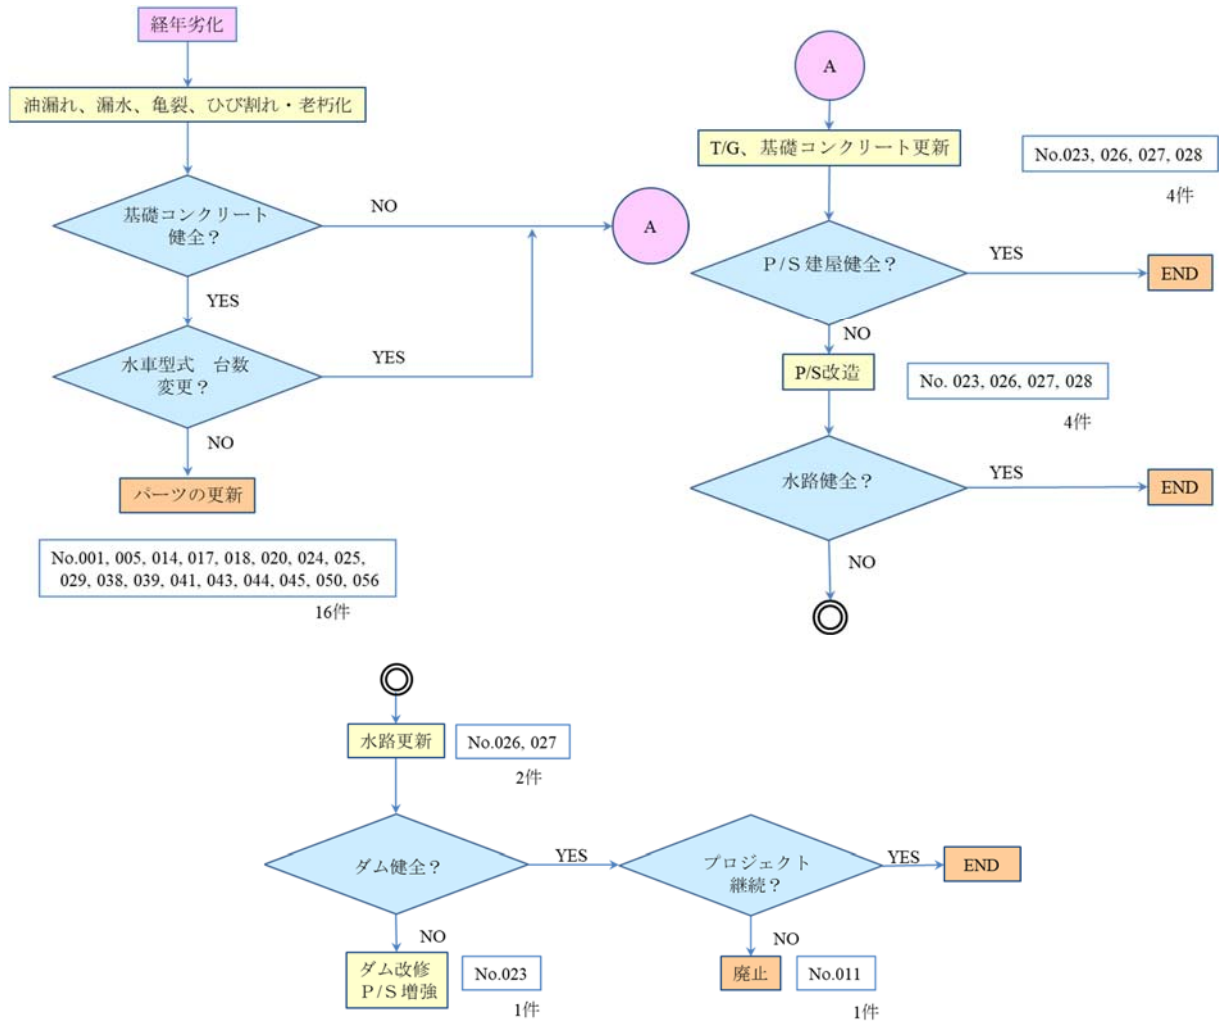 経年劣化
油漏れ、漏水、亀裂、ひび割れ・老朽化
基礎コンクリート
健全？
NO
A
YES
水車型式　台数
変更？
YES
NO
パーツの更新
No.001, 005, 014, 017, 018, 020, 024, 025,
029, 038, 039, 041, 043, 044, 045, 050, 056
16件
A
T/G、基礎コンクリート更新
No.023, 026, 027, 028
4件
Ｐ/Ｓ建屋健全？
YES
END
NO
P/S改造
No. 023, 026, 027, 028
4件
水路健全？
YES
END
NO
水路更新
No.026, 027
2件
ダム健全？
YES
プロジェクト
継続？
YES
END
NO
ダム改修
Ｐ/Ｓ増強
No.023
1件
NO
廃止
No.011
1件